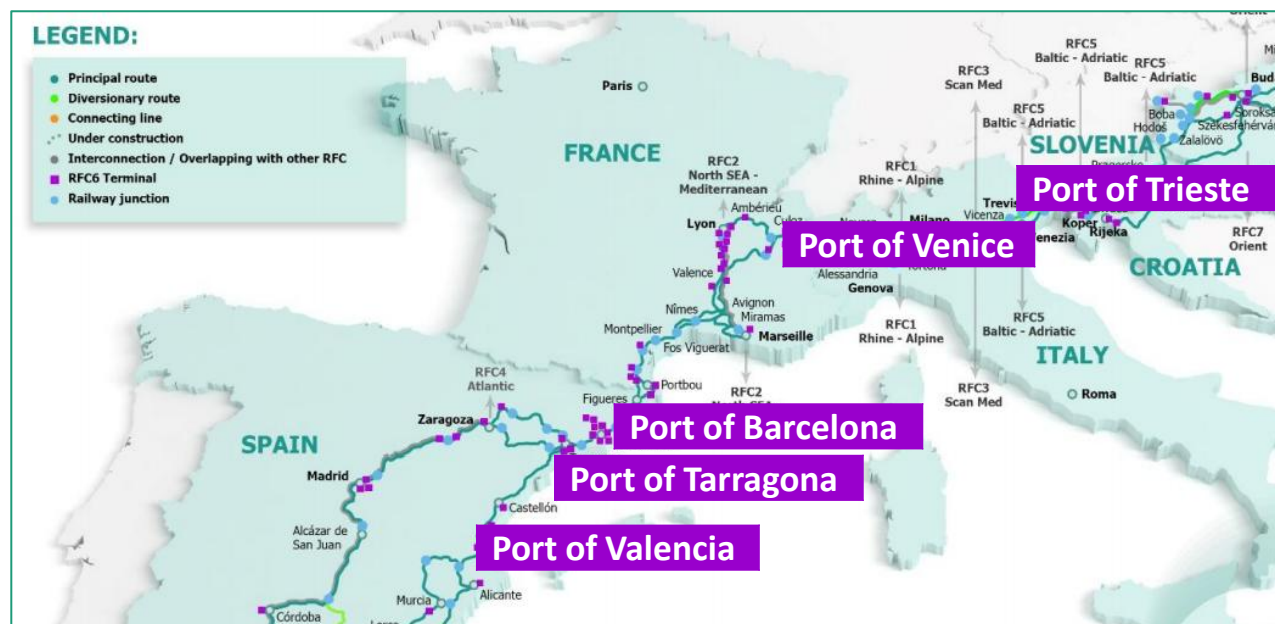 LEGEND:
Principal route
Diversionary route
Connecting line
Under construction
Interconnection / Overlapping with other RFC
RFC6 Terminal
Railway junction
Paris
FRANCE
RFC2
North SEA -
Mediterranean
RFC1
Rhine - Alpine
RFC3
Scan Med
RFC5
Baltic - Adriatic
RFC5
Baltic - Adriatic
RFC5
Baltic - Adriatic
Boba
Hodoš
Zalalövö
SLOVENIA
Port of Trieste
Ambérieu
Lyon
Milano
Vicenza
Koper
Rijeka
RFC7
Orient
CROATIA
Port of Venice
Valence
Alessandria
Genova
Avignon
Miramas
Nîmes
Marseille
Montpellier
Fos Viguerat
RFC1
Rhine - Alpine
RFC5
Baltic - Adriatic
ITALY
Roma
RFC3
Scan Med
RFC2
Portbou
Figueres
RFC4
Atlantic
Zaragoza
SPAIN
Madrid
Port of Barcelona
Port of Tarragona
Castellón
Alcázar de
San Juan
Port of Valencia
Alicante
Murcia
Córdoba